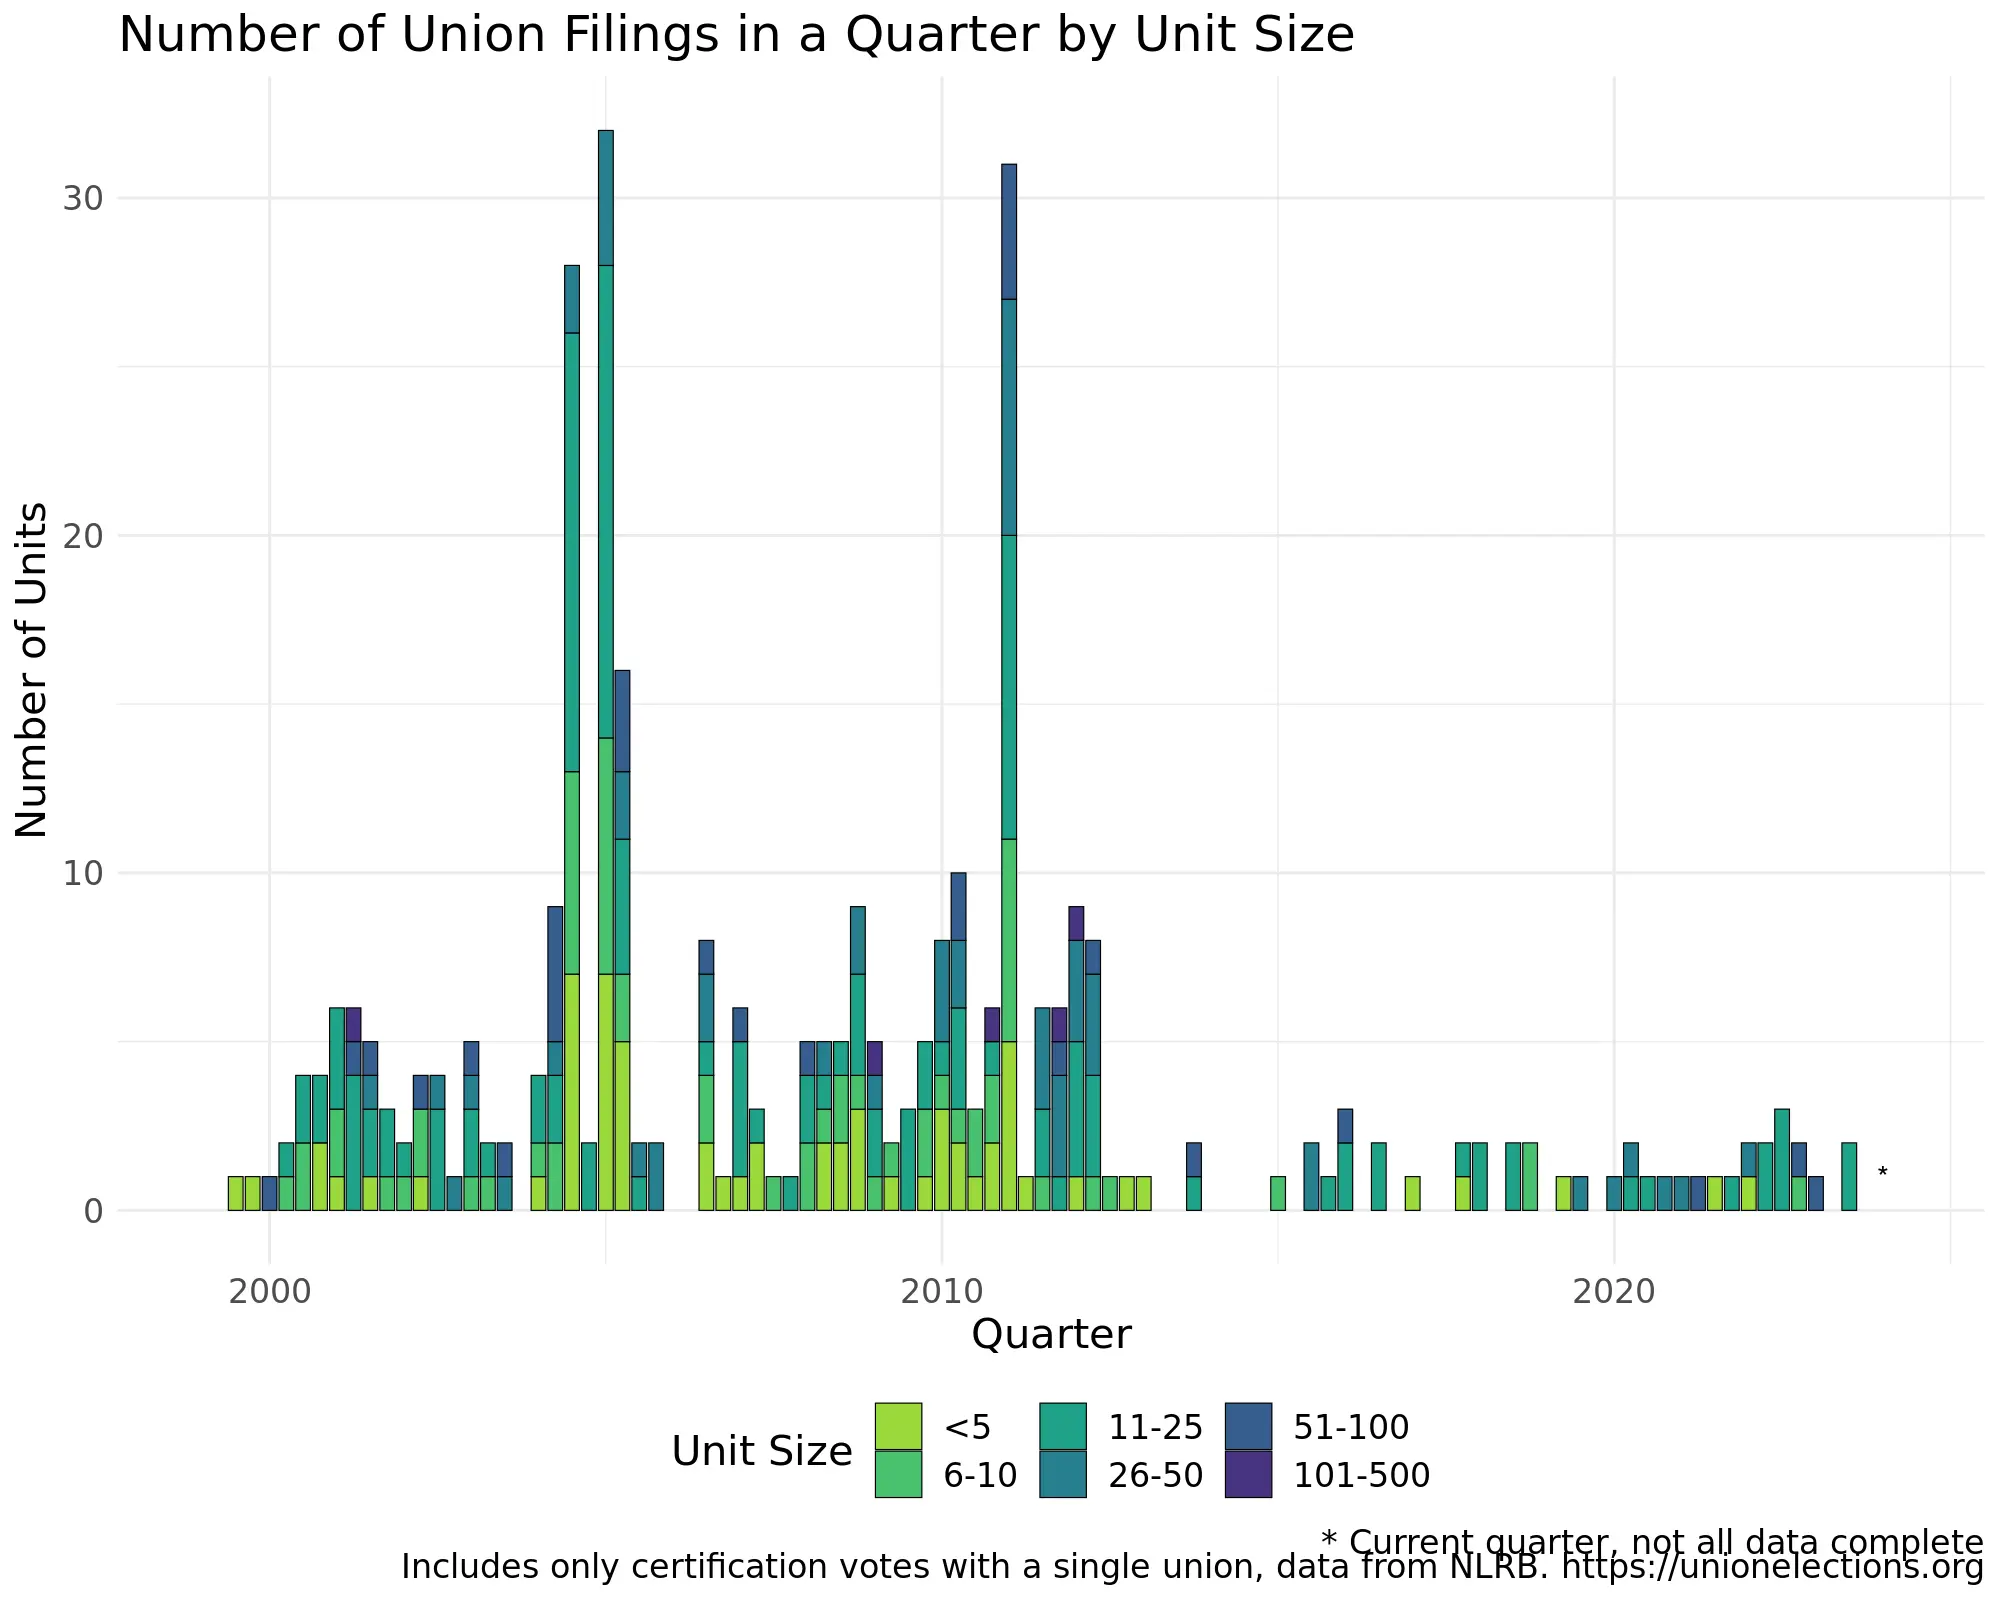 Number of Union Filings in a Quarter by Unit Size
Number of Units
30
20
10
0
2000 2010 2020
Quarter
*
Unit Size
<5 11-25 51-100
6-10 26-50 101-500
* Current quarter, not all data complete
Includes only certification votes with a single union, data from NLRB. https://unionelections.org